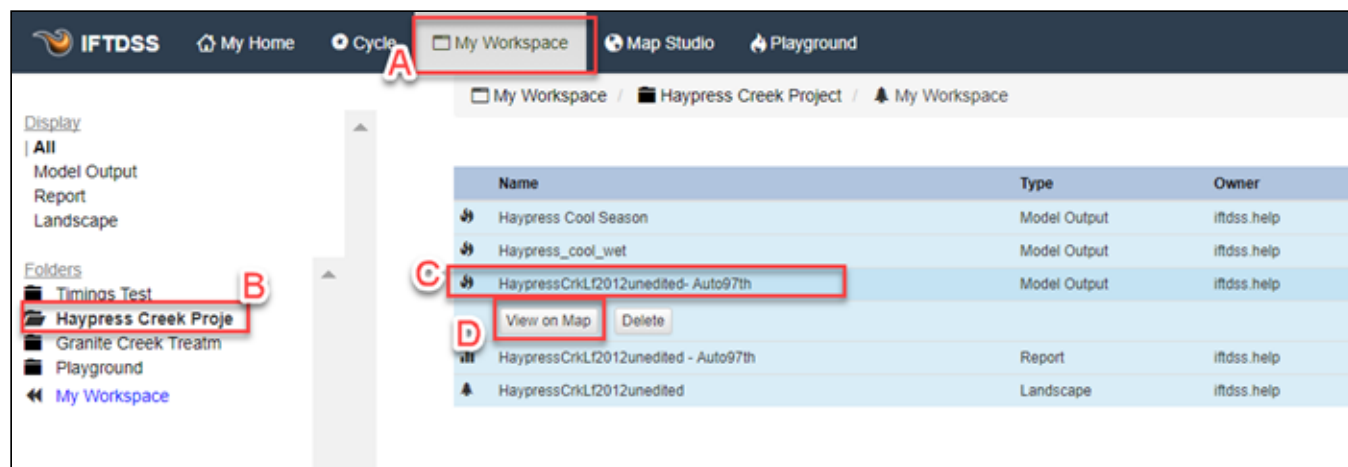 IFTDSS My Home Cycle My Workspace Map Studio Playground
A
My Workspace / Haypress Creek Project / My Workspace
Display
| All
Model Output
Report
Landscape
Folders
Timings Test
B
Haypress Creek Proje
Granite Creek Treatm
Playground
My Workspace
Name Type Owner
Haypress Cool Season Model Output iftdss.help
Haypress_cool_wet Model Output iftdss.help
C
HaypressCrkLf2012unedited- Auto97th Model Output iftdss.help
D
View on Map Delete
HaypressCrkLf2012unedited - Auto97th Report iftdss.help
HaypressCrkLf2012unedited Landscape iftdss.help